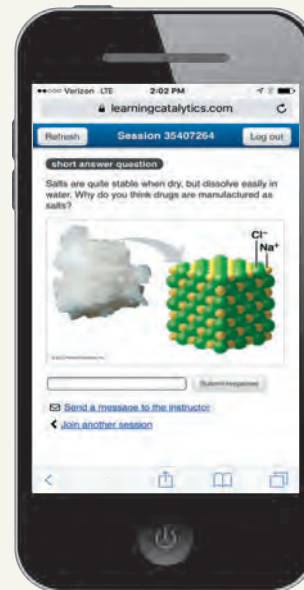 Verizon LTE 2:02 PM
learningcatalytics.com
Refresh Session 35407264 Log out
short answer question
Salts are quite stable when dry, but dissolve easily in
water. Why do you think drugs are manufactured as
salts?
Cl⁻
Na⁺
Submit response
Send a message to the instructor
Join another session